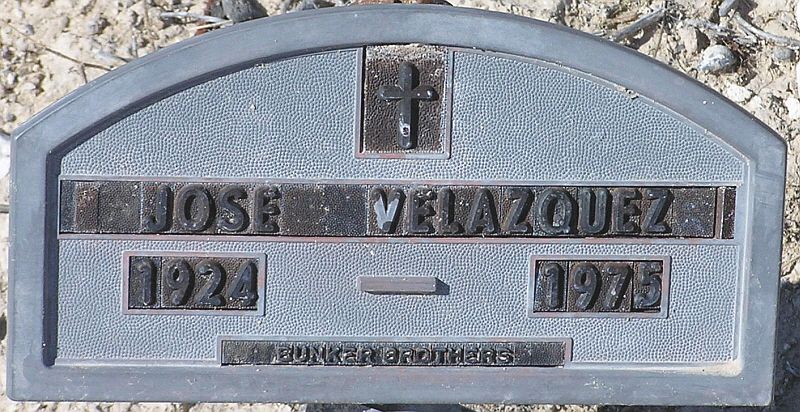 JOSE VELAZQUEZ
1924 — 1975
BUNKER BROTHERS